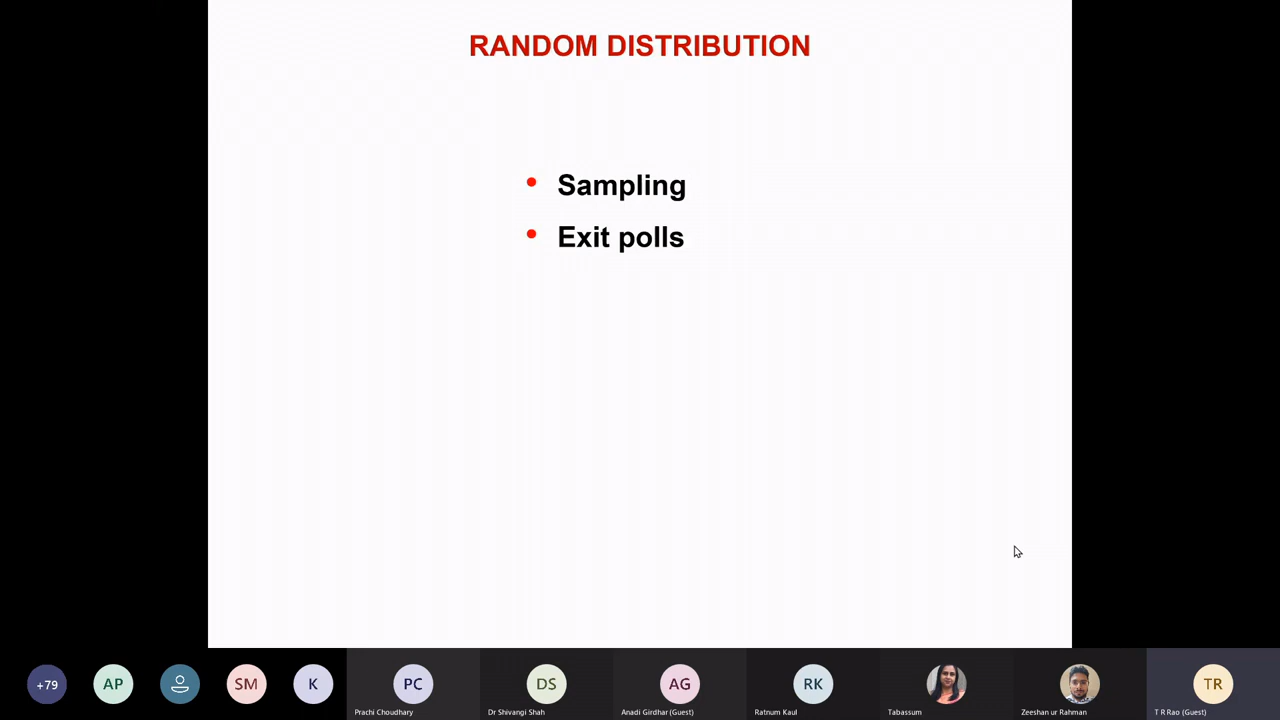 RANDOM DISTRIBUTION
• Sampling
• Exit polls
+79
AP
SM
K
PC
DS
AG
RK
TR
Prachi Choudhary
Dr Shivangi Shah
Anadi Girdhar (Guest)
Ratnum Kaul
Tabassum
Zeeshan ur Rahman
T R Rao (Guest)